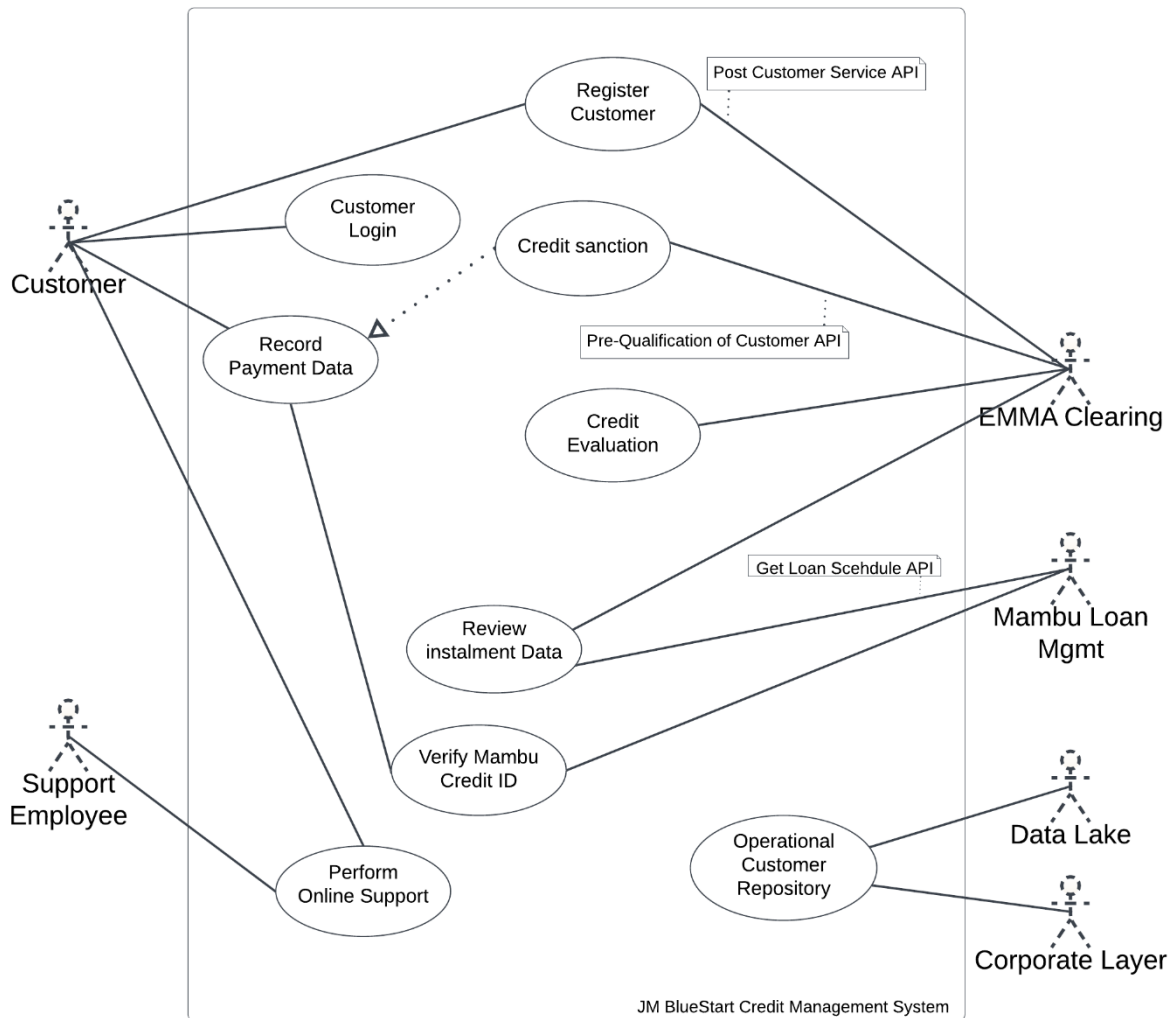 Register
Customer
Post Customer Service API
Customer
Login
Credit sanction
Customer
Record
Payment Data
Pre-Qualification of Customer API
Credit
Evaluation
EMMA Clearing
Get Loan Scehdule API
Review
instalment Data
Mambu Loan
Mgmt
Verify Mambu
Credit ID
Support
Employee
Operational
Customer
Repository
Data Lake
Perform
Online Support
Corporate Layer
JM BlueStart Credit Management System